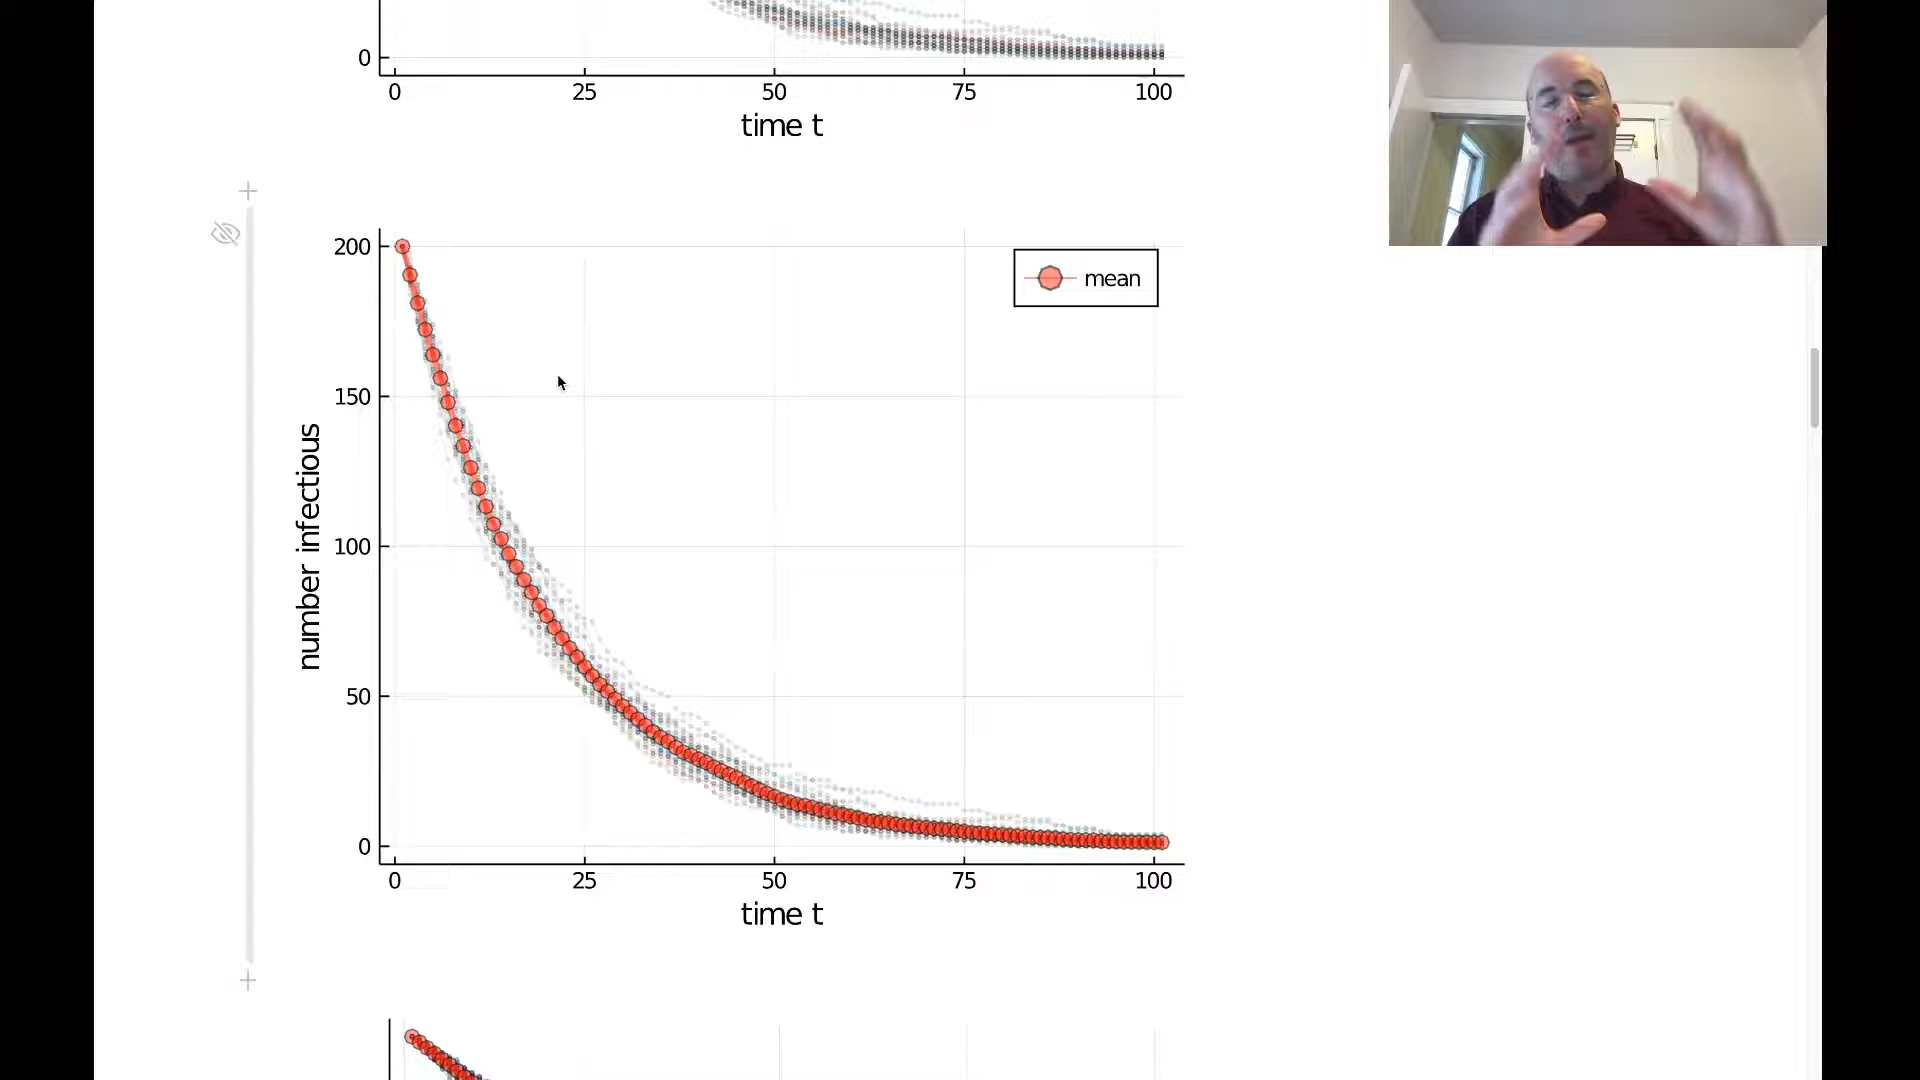 0
0 25 50 75 100
time t
200
mean
150
number infectious
100
50
0
0 25 50 75 100
time t